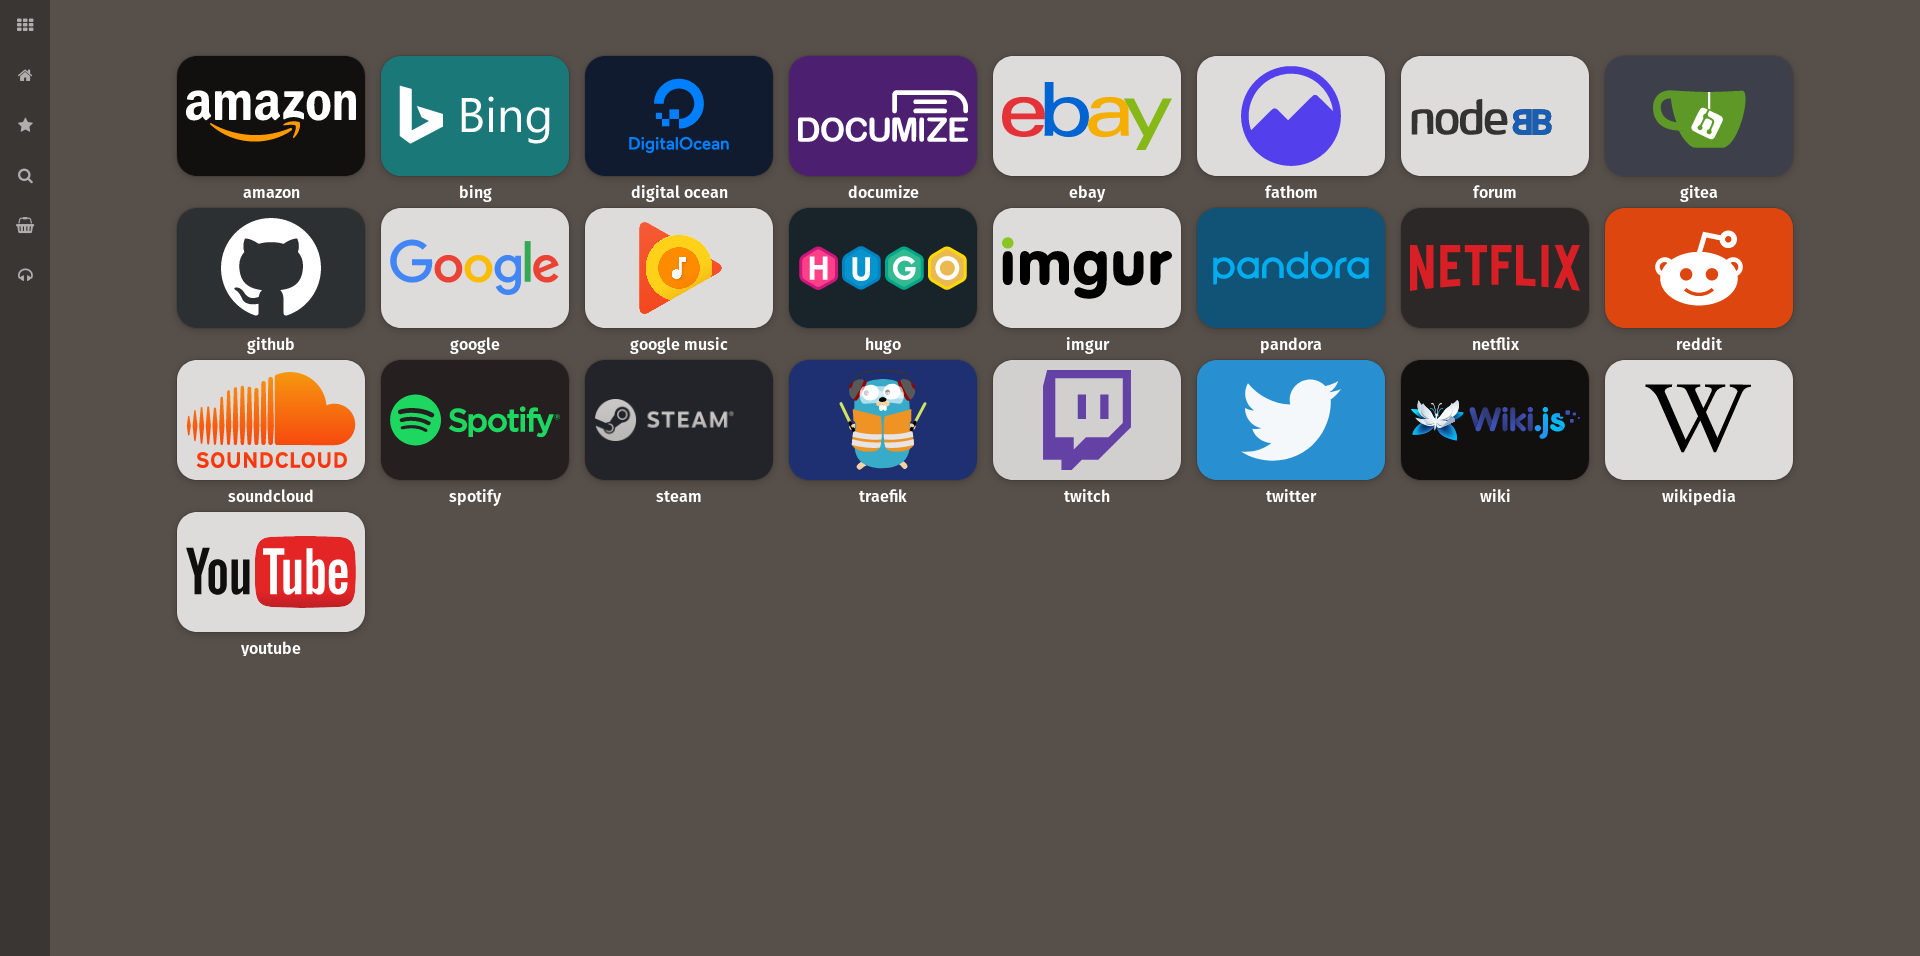 amazon
Bing
DigitalOcean
DOCUMIZE
ebay
nodeBB
amazon
bing
digital ocean
documize
ebay
fathom
forum
gitea
Google
HUGO
imgur
pandora
NETFLIX
github
google
google music
hugo
imgur
pandora
netflix
reddit
SOUNDCLOUD
Spotify®
STEAM®
Wiki.js
W
soundcloud
spotify
steam
traefik
twitch
twitter
wiki
wikipedia
YouTube
youtube